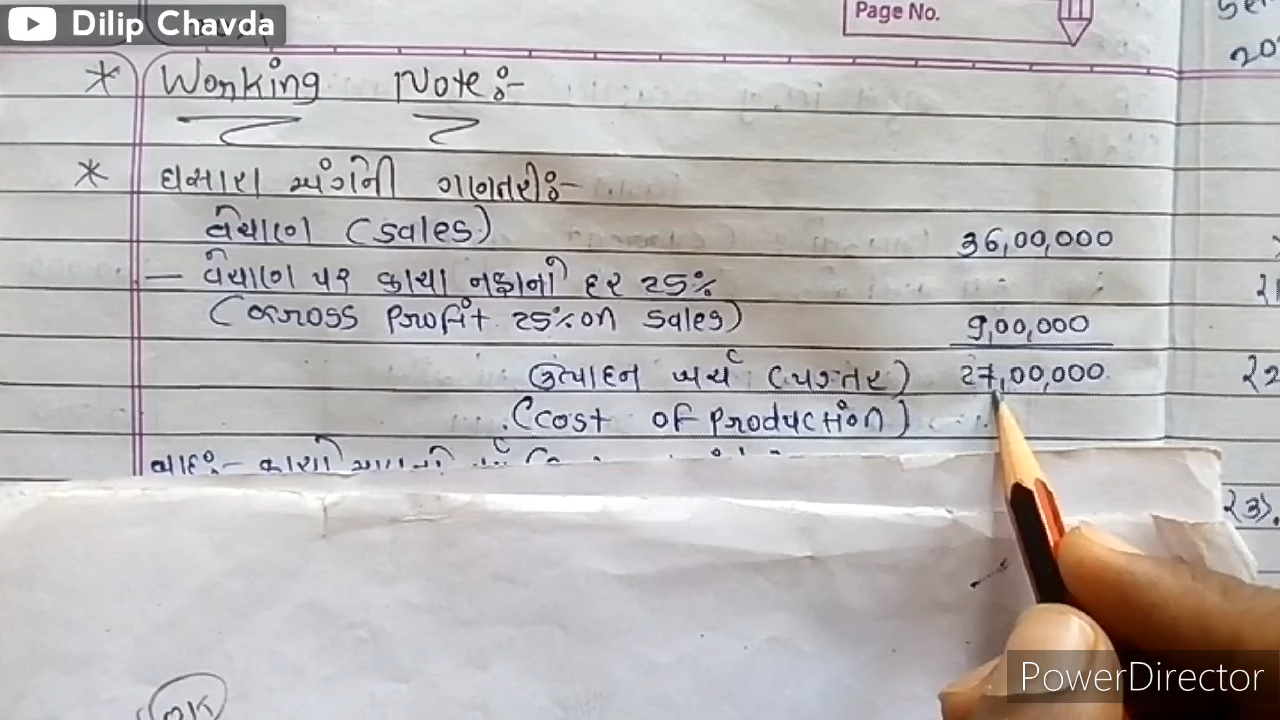 Dilip Chavda
Page No.
* Working Note:-
* ઘસારા અંગેની ગણતરી:-
વેચાણ (sales) 36,00,000
— વેચાણ પર કાચા નફાનો દર 25%
(Gross Profit 25% on sales) 9,00,000
ઉત્પાદન ખર્ચ (પડતર) 27,00,000
(Cost of Production)
બાદ:- કાચો
OK
PowerDirector